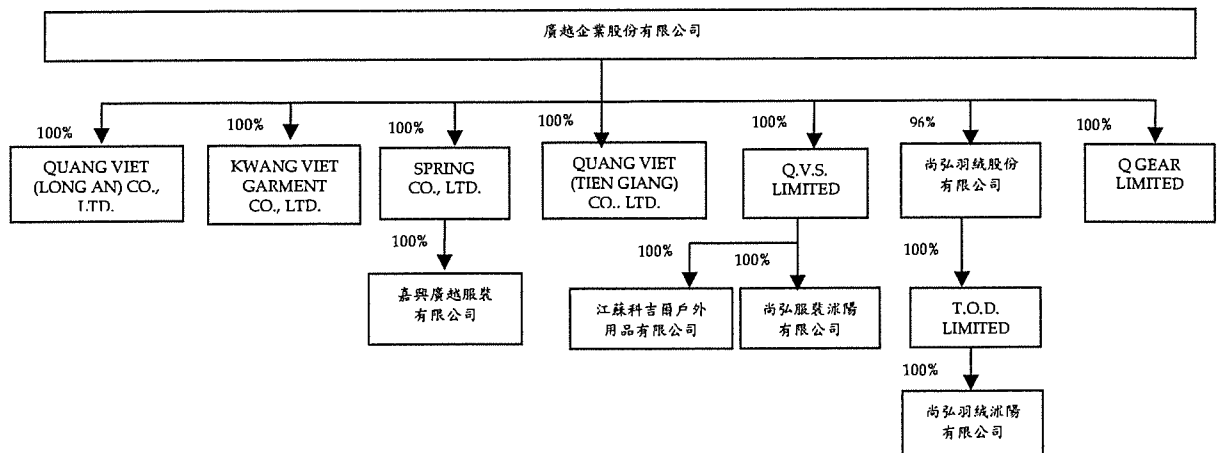 廣越企業股份有限公司
100%
100%
100%
100%
100%
96%
100%
QUANG VIET
(LONG AN) CO.,
LTD.
KWANG VIET
GARMENT
CO., LTD.
SPRING
CO., LTD.
QUANG VIET
(TIEN GIANG)
CO., LTD.
Q.V.S.
LIMITED
尚弘羽絨股份
有限公司
Q GEAR
LIMITED
100%
100%
100%
100%
嘉興廣越服裝
有限公司
江蘇科吉爾戶外
用品有限公司
尚弘服裝沭陽
有限公司
T.O.D.
LIMITED
100%
尚弘羽絨沭陽
有限公司